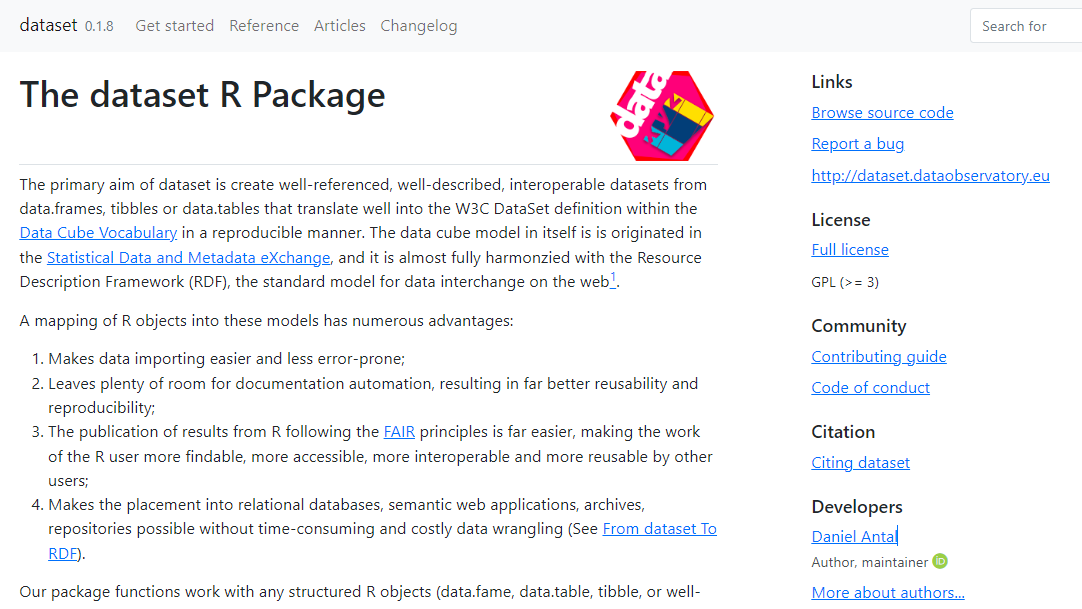 dataset 0.1.8 Get started Reference Articles Changelog Search for
The dataset R Package
data
The primary aim of dataset is create well-referenced, well-described, interoperable datasets from
data.frames, tibbles or data.tables that translate well into the W3C DataSet definition within the
Data Cube Vocabulary in a reproducible manner. The data cube model in itself is is originated in
the Statistical Data and Metadata eXchange, and it is almost fully harmonzied with the Resource
Description Framework (RDF), the standard model for data interchange on the web1.
A mapping of R objects into these models has numerous advantages:
1. Makes data importing easier and less error-prone;
2. Leaves plenty of room for documentation automation, resulting in far better reusability and
reproducibility;
3. The publication of results from R following the FAIR principles is far easier, making the work
of the R user more findable, more accessible, more interoperable and more reusable by other
users;
4. Makes the placement into relational databases, semantic web applications, archives,
repositories possible without time-consuming and costly data wrangling (See From dataset To
RDF).
Our package functions work with any structured R objects (data.fame, data.table, tibble, or well-
Links
Browse source code
Report a bug
http://dataset.dataobservatory.eu
License
Full license
GPL (>= 3)
Community
Contributing guide
Code of conduct
Citation
Citing dataset
Developers
Daniel Antal
Author, maintainer iD
More about authors...